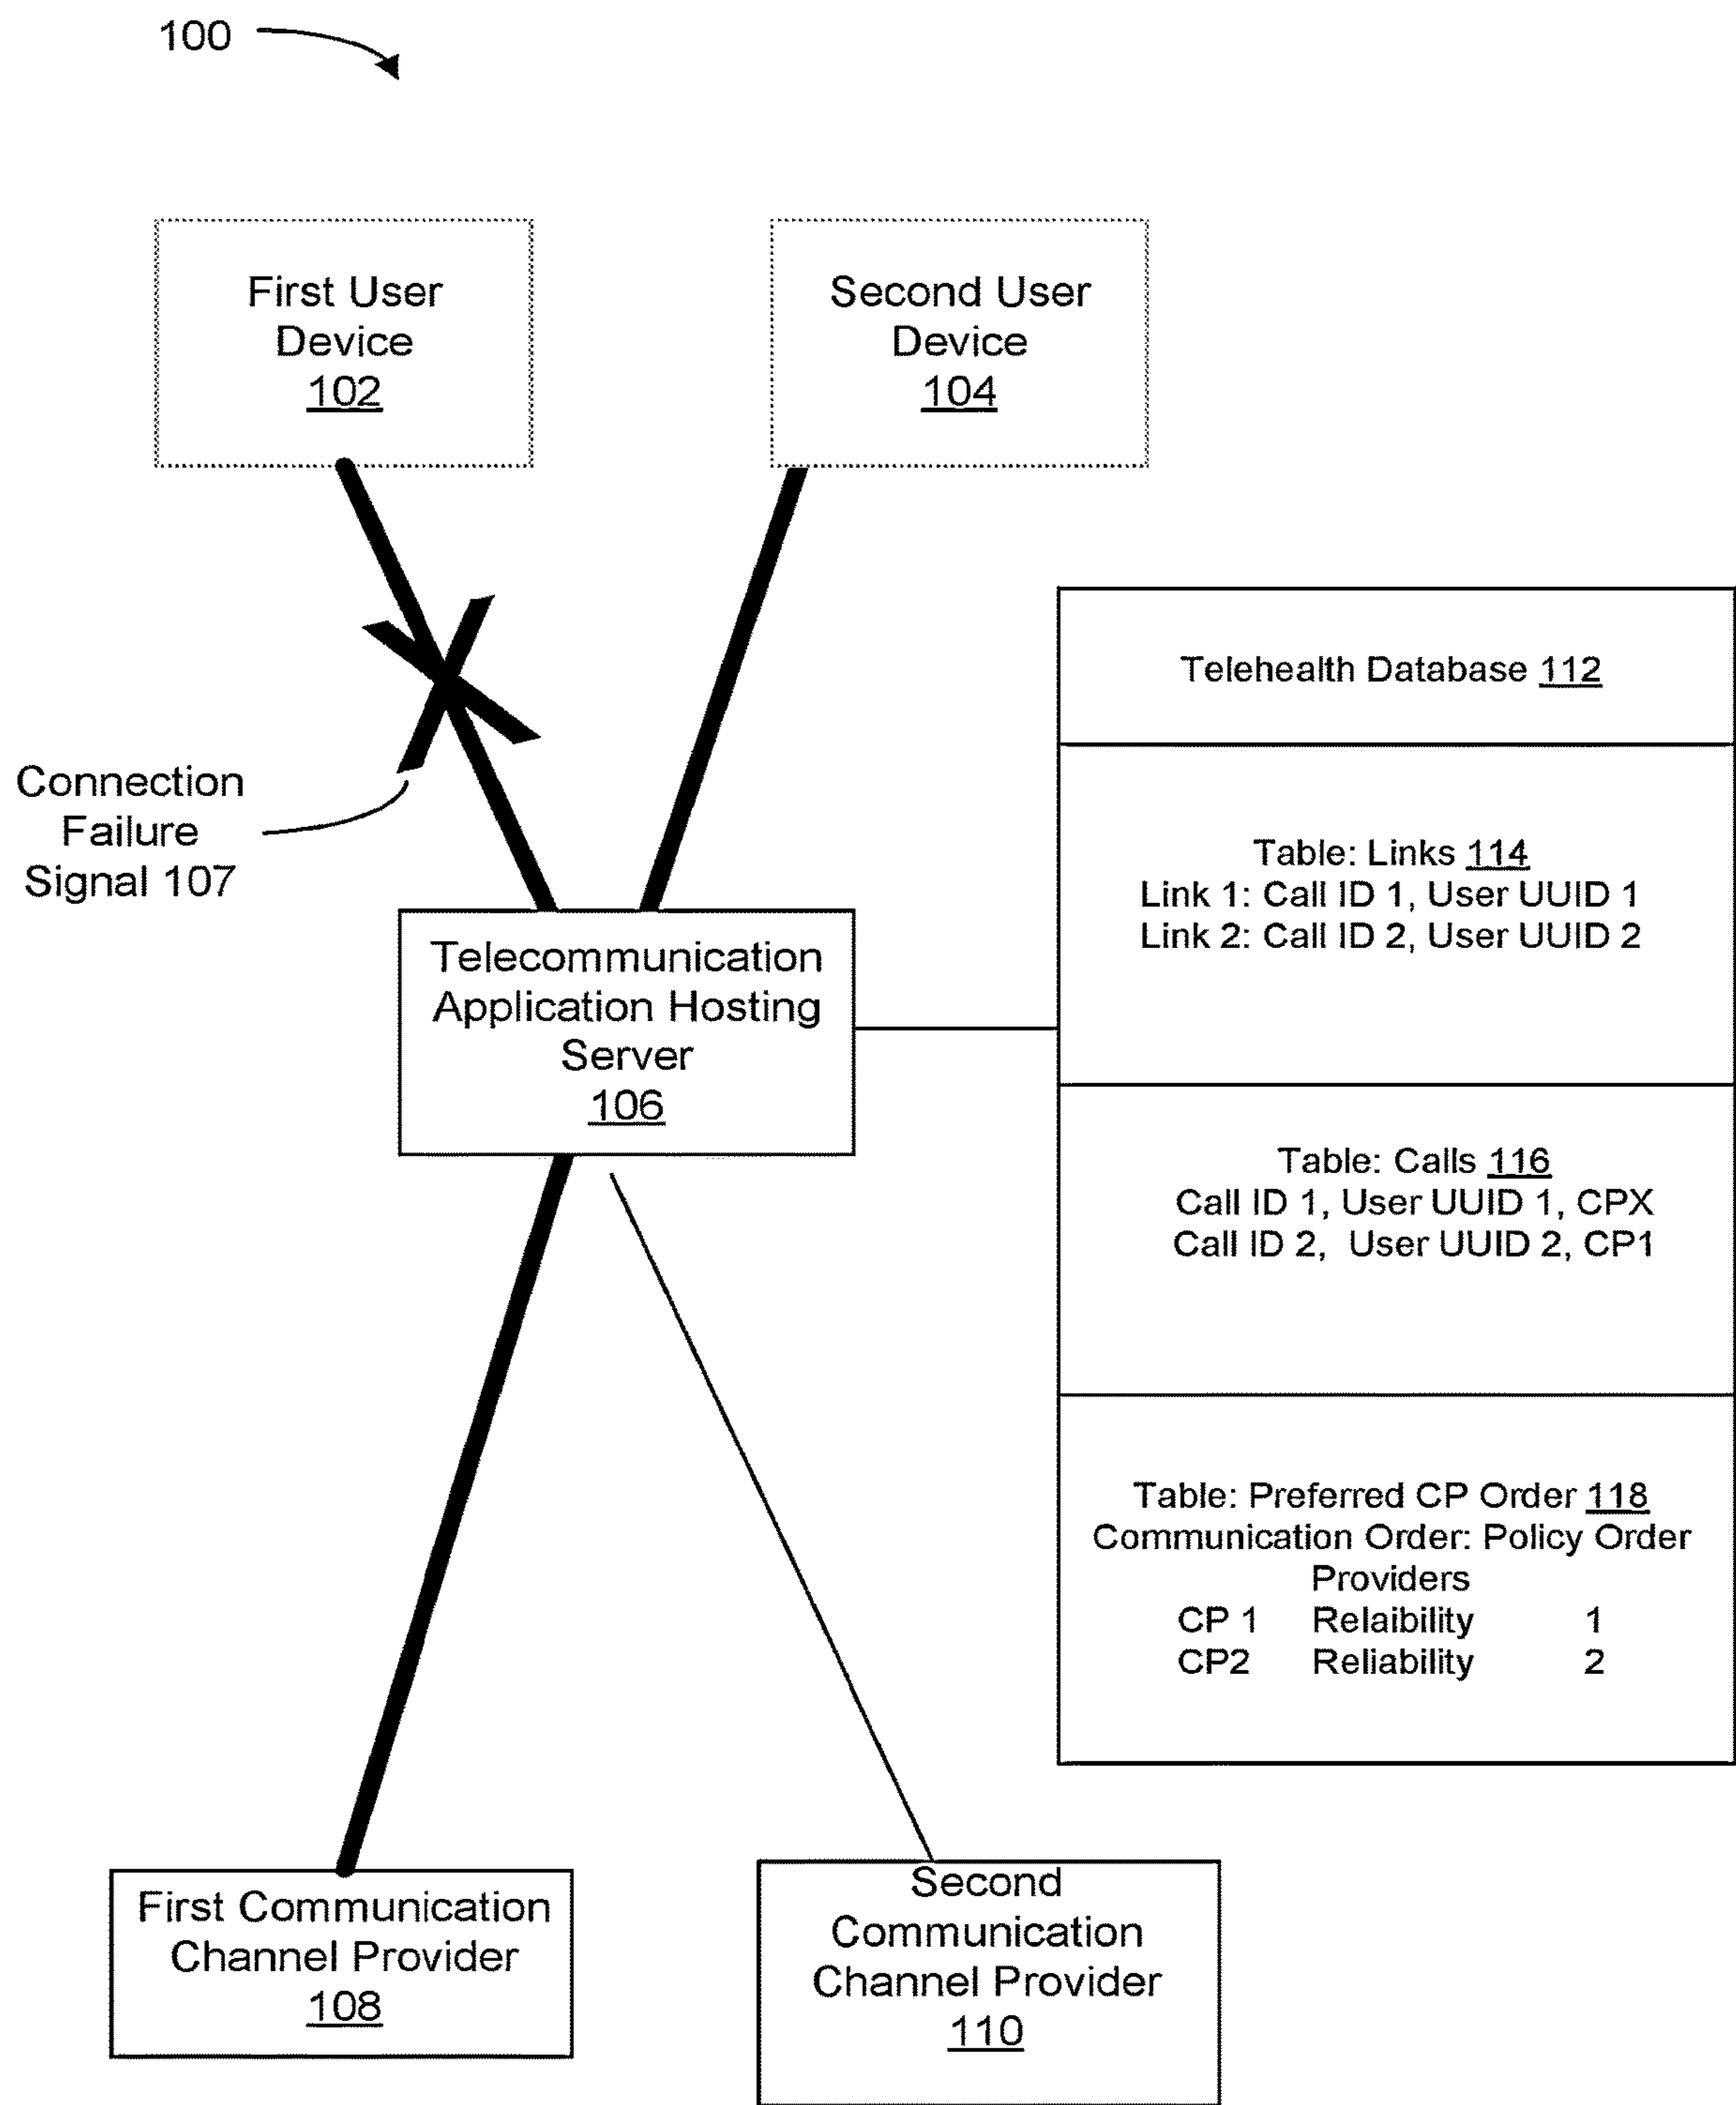 100
First User
Device
102
Second User
Device
104
Connection
Failure
Signal 107
Telecommunication
Application Hosting
Server
106
Telehealth Database 112
Table: Links 114
Link 1: Call ID 1, User UUID 1
Link 2: Call ID 2, User UUID 2
Table: Calls 116
Call ID 1, User UUID 1, CPX
Call ID 2, User UUID 2, CP1
Table: Preferred CP Order 118
Communication Order: Policy Order
Providers
CP 1 Relaibility 1
CP2 Reliability 2
First Communication
Channel Provider
108
Second
Communication
Channel Provider
110